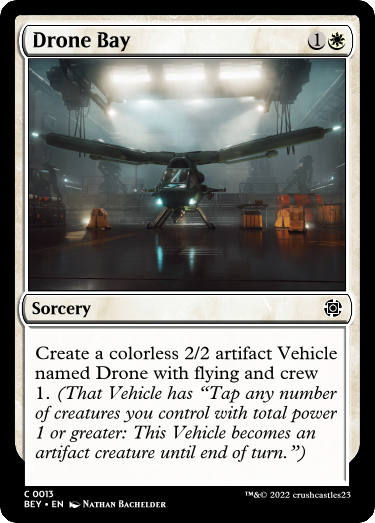 Drone Bay 1
Sorcery
Create a colorless 2/2 artifact Vehicle
named Drone with flying and crew
1. (That Vehicle has “Tap any number
of creatures you control with total power
1 or greater: This Vehicle becomes an
artifact creature until end of turn.”)
C 0013
BEY • EN Nathan Bachelder
™&© 2022 crushcastles23